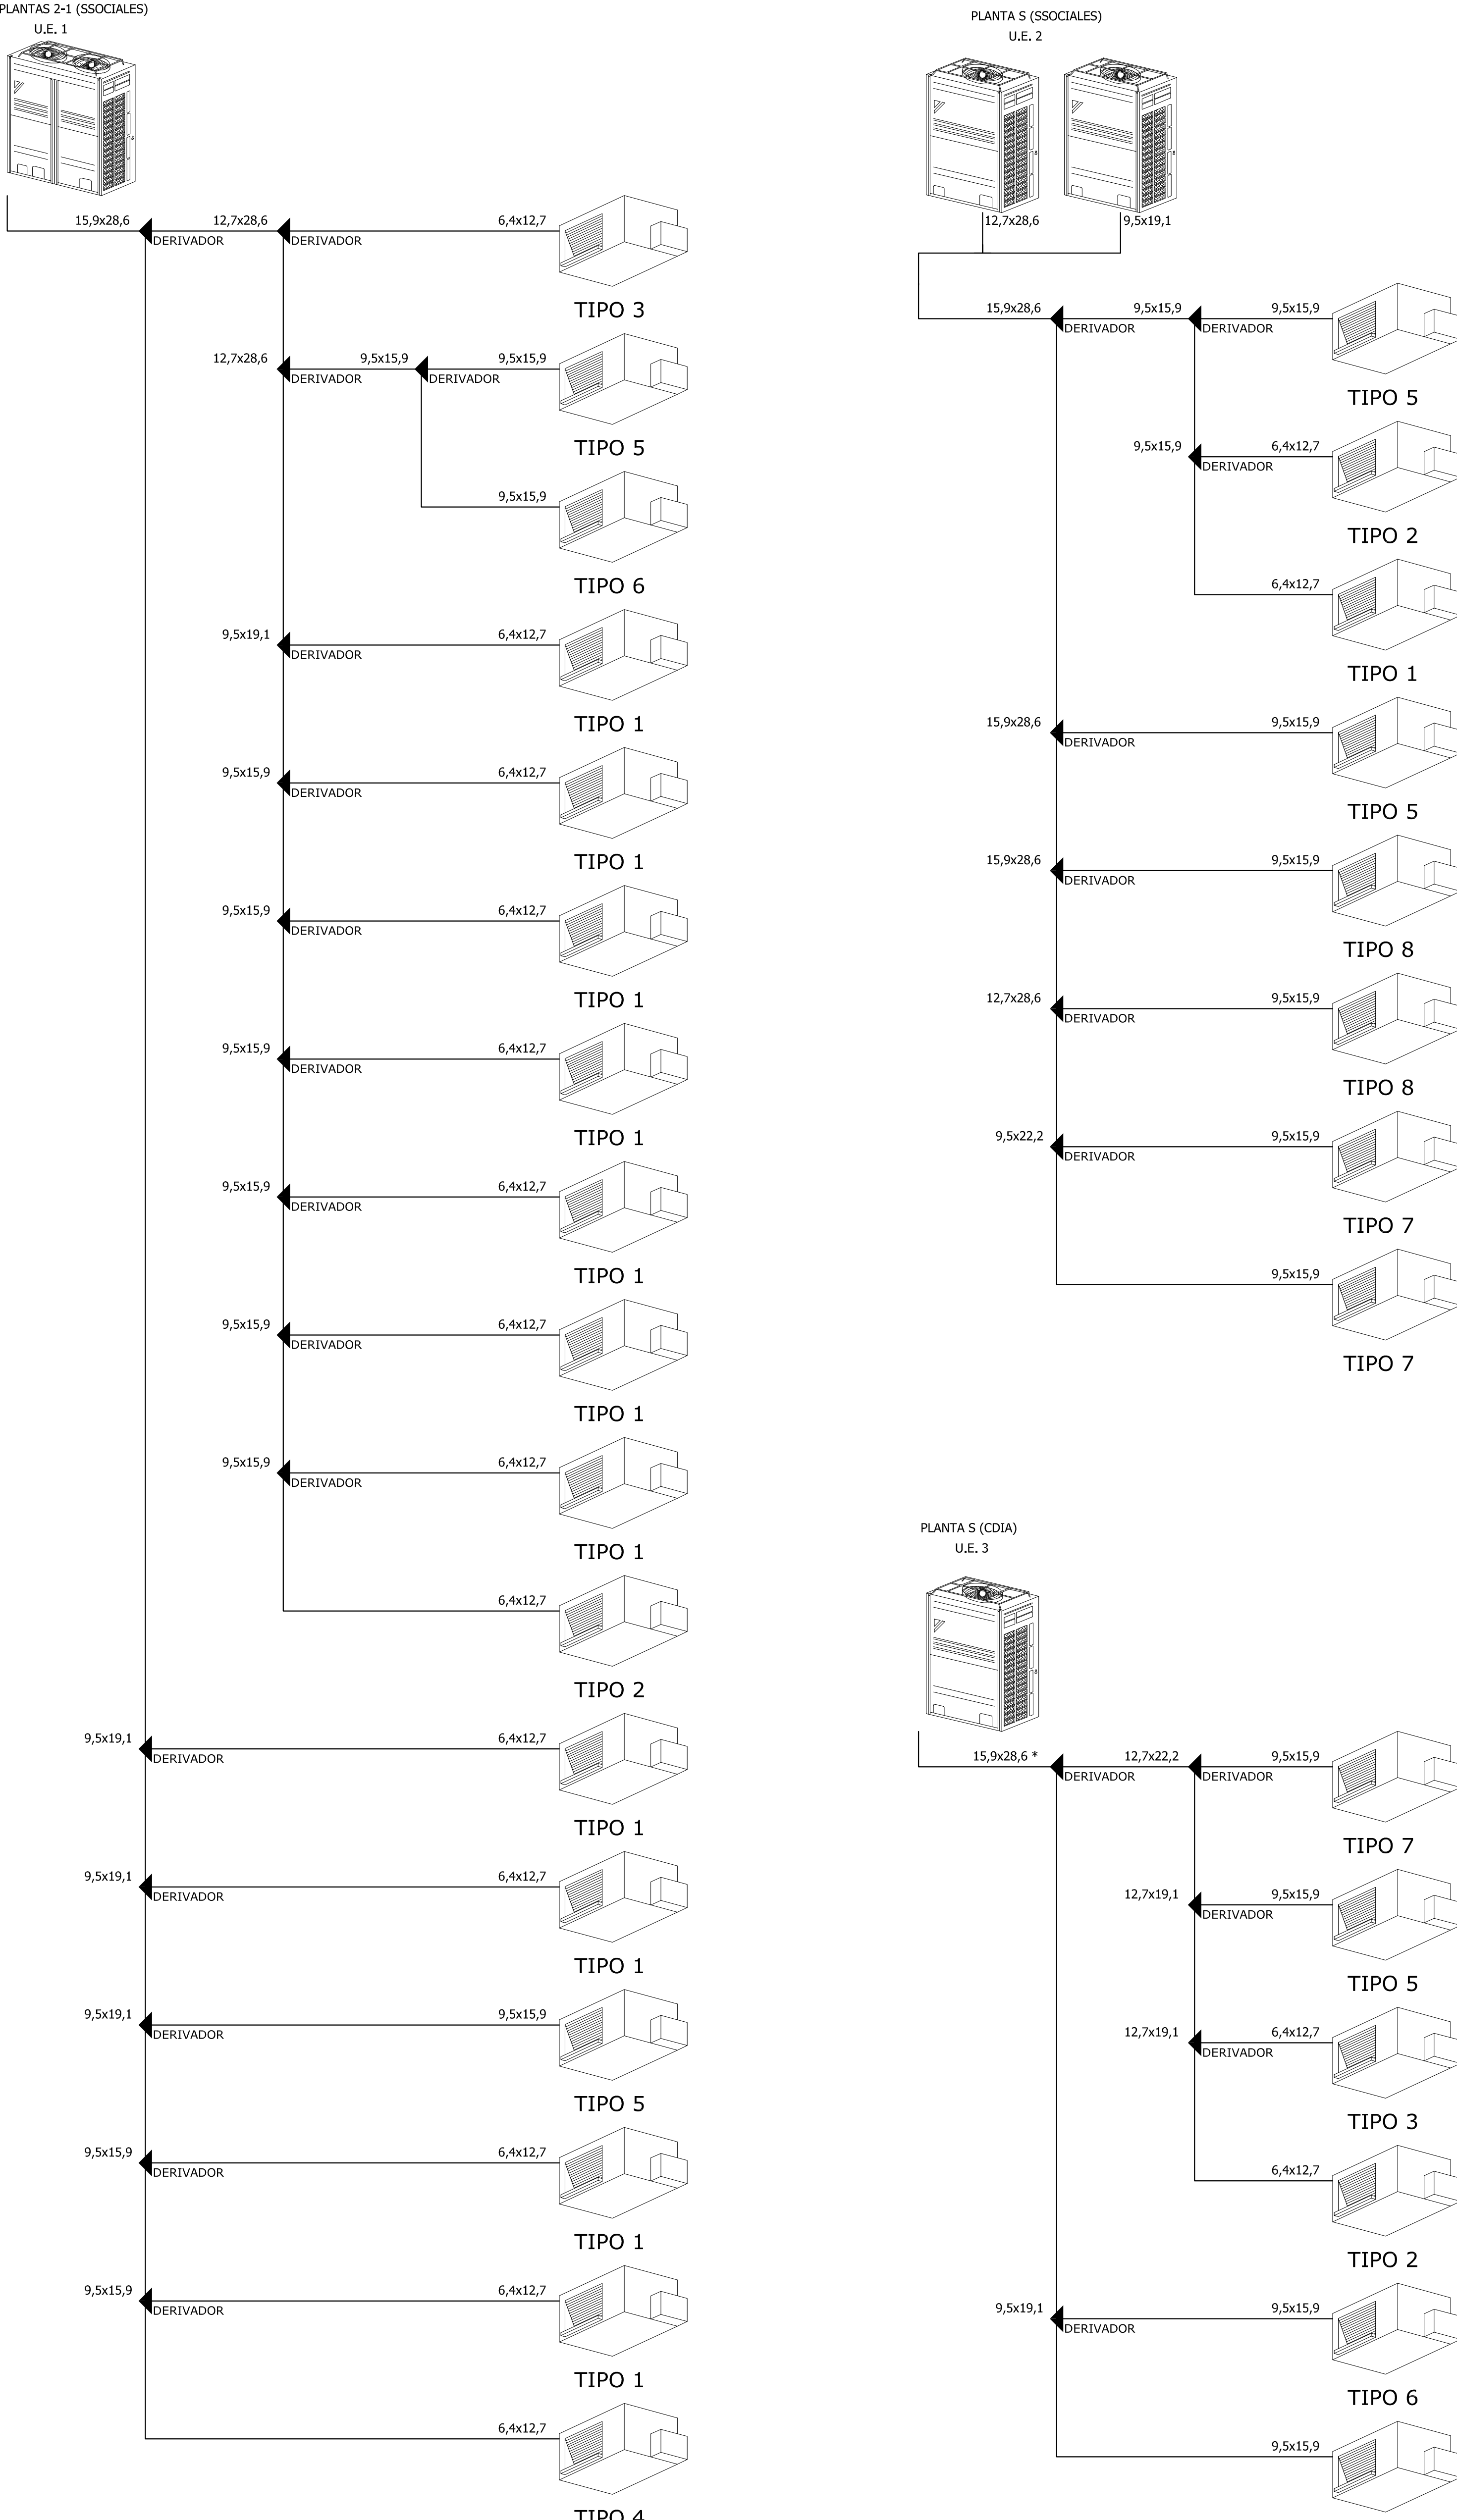 PLANTAS 2-1 (SSOCIALES)
U.E. 1
15,9x28,6
DERIVADOR
12,7x28,6
DERIVADOR
6,4x12,7
TIPO 3
12,7x28,6
DERIVADOR
9,5x15,9
DERIVADOR
9,5x15,9
TIPO 5
9,5x15,9
TIPO 6
9,5x19,1
DERIVADOR
6,4x12,7
TIPO 1
9,5x15,9
DERIVADOR
6,4x12,7
TIPO 1
9,5x15,9
DERIVADOR
6,4x12,7
TIPO 1
9,5x15,9
DERIVADOR
6,4x12,7
TIPO 1
9,5x15,9
DERIVADOR
6,4x12,7
TIPO 1
9,5x15,9
DERIVADOR
6,4x12,7
TIPO 1
9,5x15,9
DERIVADOR
6,4x12,7
TIPO 1
6,4x12,7
TIPO 2
9,5x19,1
DERIVADOR
6,4x12,7
TIPO 1
9,5x19,1
DERIVADOR
6,4x12,7
TIPO 1
9,5x19,1
DERIVADOR
9,5x15,9
TIPO 5
9,5x15,9
DERIVADOR
6,4x12,7
TIPO 1
9,5x15,9
DERIVADOR
6,4x12,7
TIPO 1
6,4x12,7
TIPO 4
PLANTA S (SSOCIALES)
U.E. 2
12,7x28,6
9,5x19,1
15,9x28,6
DERIVADOR
9,5x15,9
DERIVADOR
9,5x15,9
TIPO 5
9,5x15,9
DERIVADOR
6,4x12,7
TIPO 2
6,4x12,7
TIPO 1
15,9x28,6
DERIVADOR
9,5x15,9
TIPO 5
15,9x28,6
DERIVADOR
9,5x15,9
TIPO 8
12,7x28,6
DERIVADOR
9,5x15,9
TIPO 8
9,5x22,2
DERIVADOR
9,5x15,9
TIPO 7
9,5x15,9
TIPO 7
PLANTA S (CDIA)
U.E. 3
15,9x28,6 *
DERIVADOR
12,7x22,2
DERIVADOR
9,5x15,9
TIPO 7
12,7x19,1
DERIVADOR
9,5x15,9
TIPO 5
12,7x19,1
DERIVADOR
6,4x12,7
TIPO 3
6,4x12,7
TIPO 2
9,5x19,1
DERIVADOR
9,5x15,9
TIPO 6
9,5x15,9